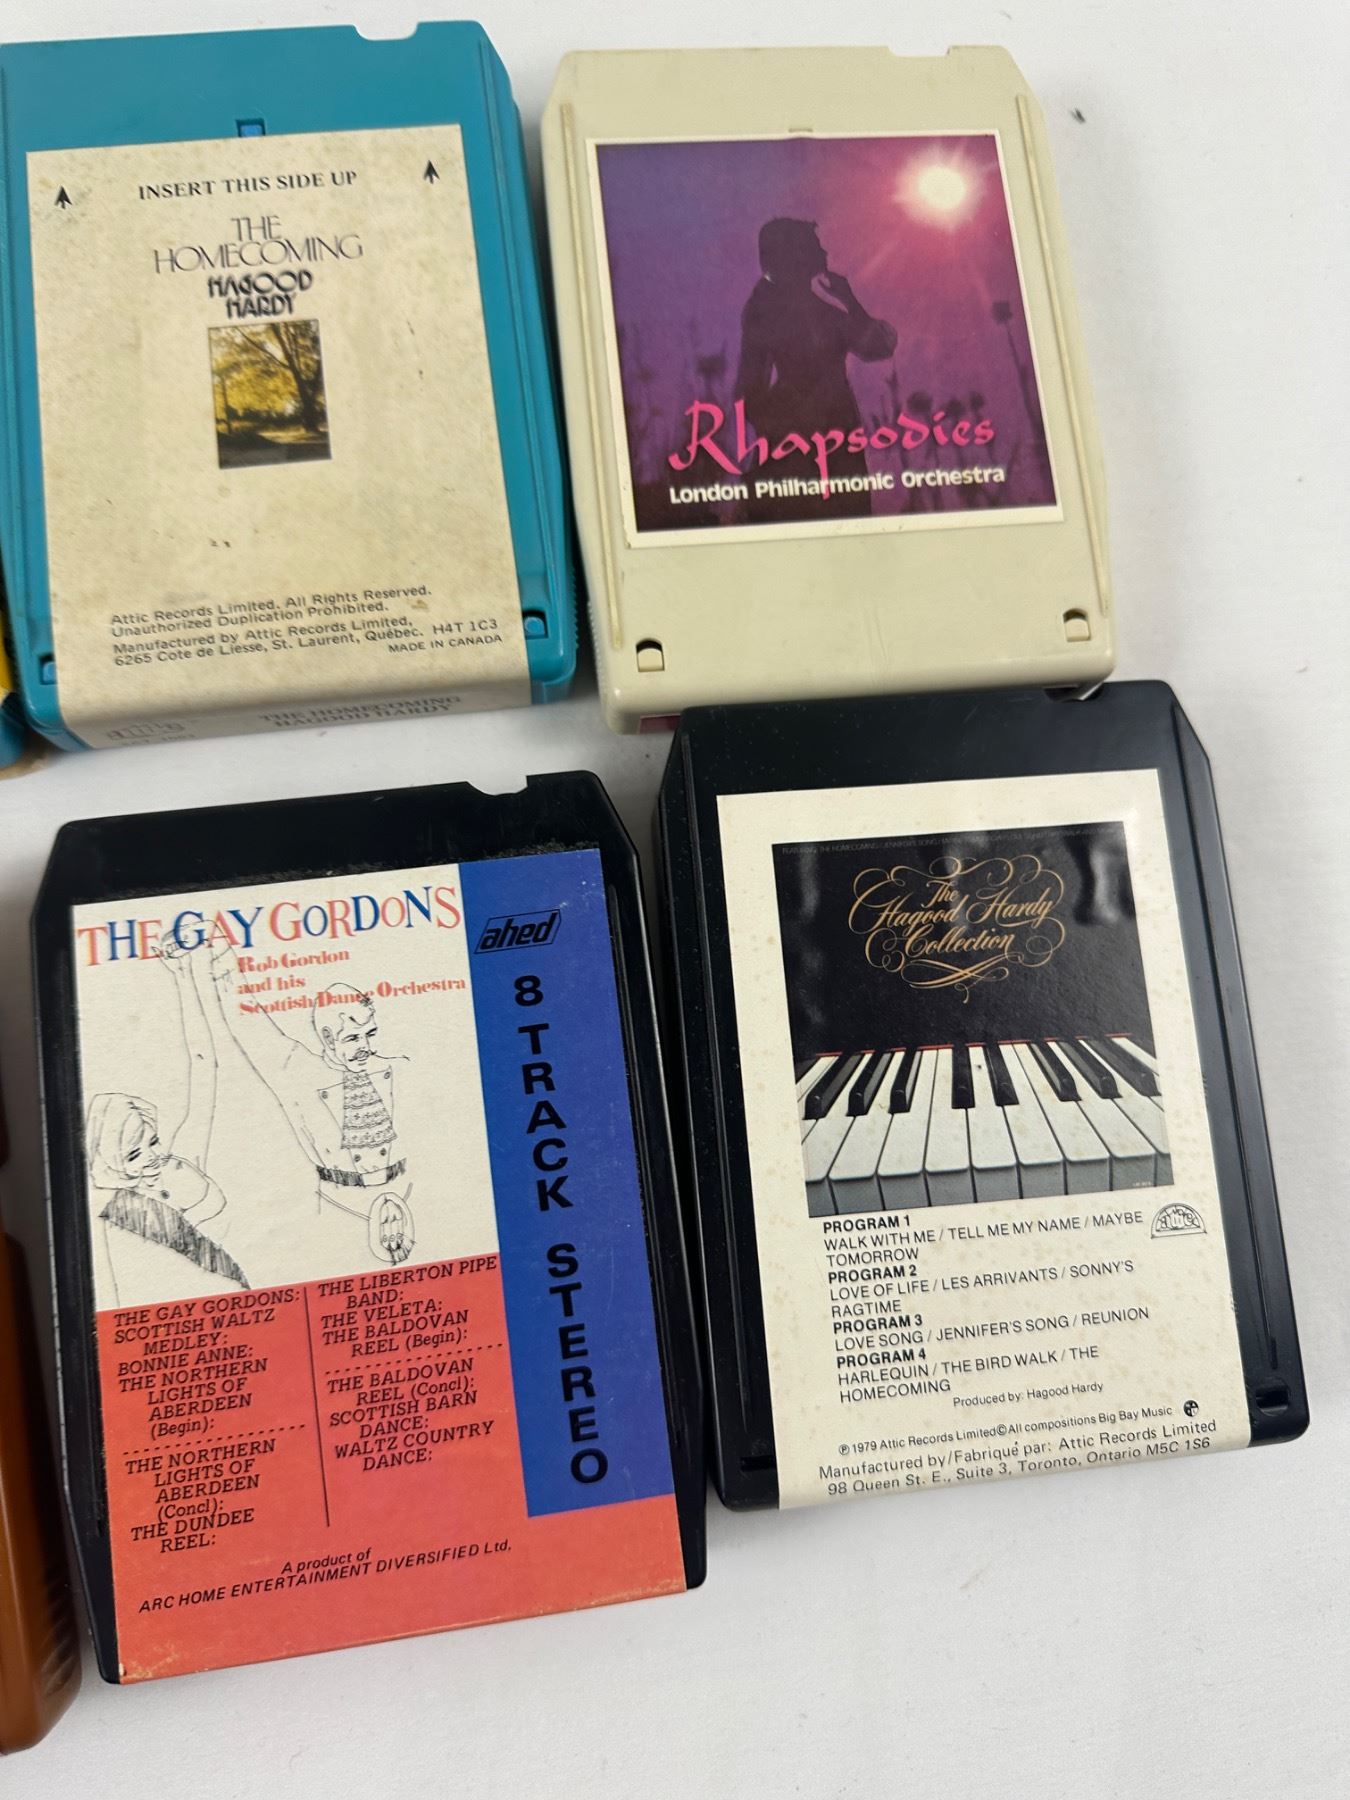 INSERT THIS SIDE UP
THE
HOMECOMING
HAGOOD
HARDY
Attic Records Limited. All Rights Reserved.
Unauthorized Duplication Prohibited.
Manufactured by Attic Records Limited,
6265 Cote de Liesse, St. Laurent, Québec. H4T 1C3
MADE IN CANADA
THE HOMECOMING
HAGOOD HARDY
Rhapsodies
London Philharmonic Orchestra
THE GAY GORDONS
Rob Gordon
and his
Scottish Dance Orchestra
ahed
8 TRACK STEREO
THE GAY GORDONS:
SCOTTISH WALTZ
MEDLEY:
BONNIE ANNE:
THE NORTHERN
LIGHTS OF
ABERDEEN
(Begin):
THE NORTHERN
LIGHTS OF
ABERDEEN
(Concl):
THE DUNDEE
REEL:
THE LIBERTON PIPE
BAND:
THE VELETA:
THE BALDOVAN
REEL (Begin):
THE BALDOVAN
REEL (Concl):
SCOTTISH BARN
DANCE:
WALTZ COUNTRY
DANCE:
A product of
ARC HOME ENTERTAINMENT DIVERSIFIED Ltd.
The
Hagood Hardy
Collection
PROGRAM 1
WALK WITH ME / TELL ME MY NAME / MAYBE
TOMORROW
PROGRAM 2
LOVE OF LIFE / LES ARRIVANTS / SONNY'S
RAGTIME
PROGRAM 3
LOVE SONG / JENNIFER'S SONG / REUNION
PROGRAM 4
HARLEQUIN / THE BIRD WALK / THE
HOMECOMING
Produced by: Hagood Hardy
attic
℗ 1979 Attic Records Limited © All compositions Big Bay Music
Manufactured by/Fabriqué par: Attic Records Limited
98 Queen St. E., Suite 3, Toronto, Ontario M5C 1S6